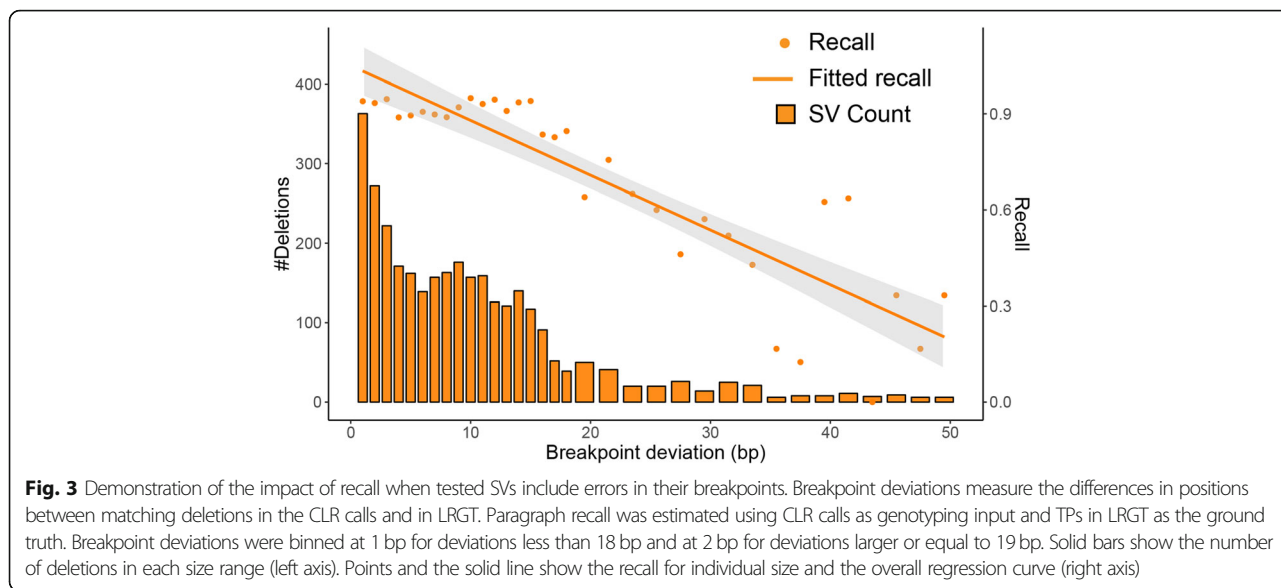 Recall
Fitted recall
SV Count
400
300
200
100
0
#Deletions
0.9
0.6
0.3
0.0
Recall
0 10 20 30 40 50
Breakpoint deviation (bp)
Fig. 3 Demonstration of the impact of recall when tested SVs include errors in their breakpoints. Breakpoint deviations measure the differences in positions
between matching deletions in the CLR calls and in LRGT. Paragraph recall was estimated using CLR calls as genotyping input and TPs in LRGT as the ground
truth. Breakpoint deviations were binned at 1 bp for deviations less than 18 bp and at 2 bp for deviations larger or equal to 19 bp. Solid bars show the number
of deletions in each size range (left axis). Points and the solid line show the recall for individual size and the overall regression curve (right axis)